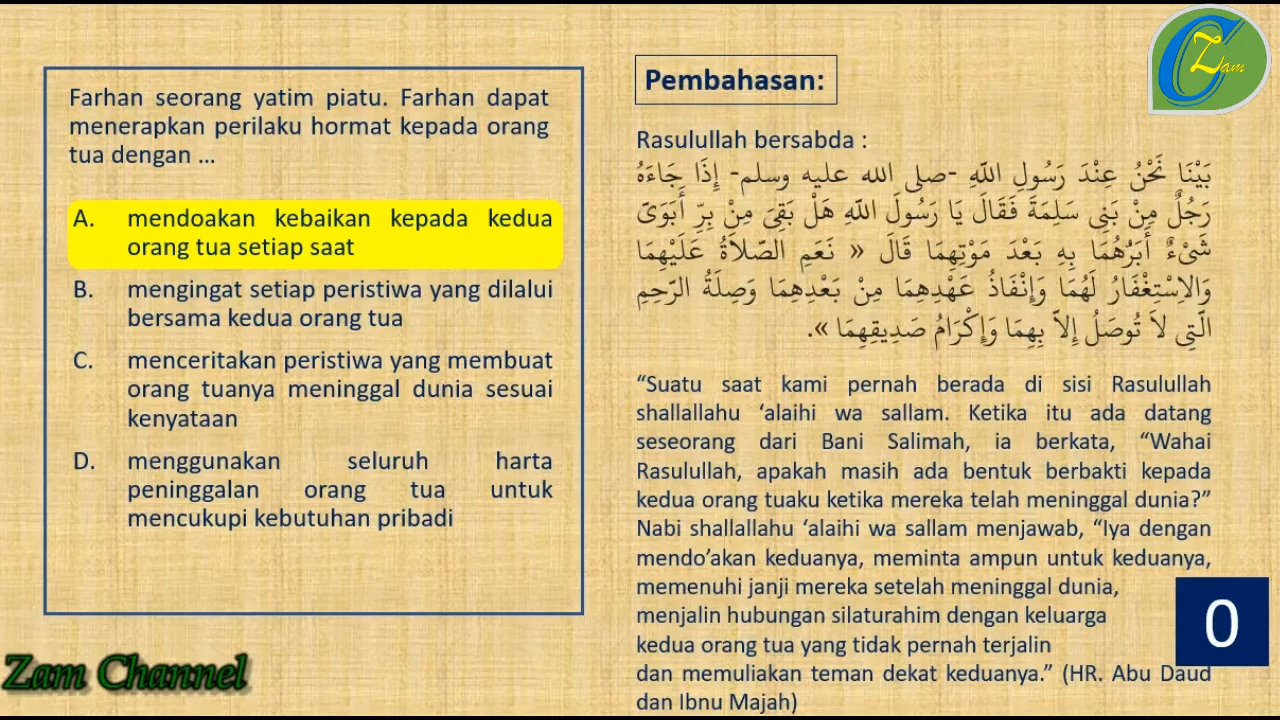 Farhan seorang yatim piatu. Farhan dapat
menerapkan perilaku hormat kepada orang
tua dengan ...
A. mendoakan kebaikan kepada kedua
orang tua setiap saat
B. mengingat setiap peristiwa yang dilalui
bersama kedua orang tua
C. menceritakan peristiwa yang membuat
orang tuanya meninggal dunia sesuai
kenyataan
D. menggunakan seluruh harta
peninggalan orang tua untuk
mencukupi kebutuhan pribadi
Zam Channel
Zam
Pembahasan:
Rasulullah bersabda :
بَيْنَا نَحْنُ عِنْدَ رَسُولِ اللَّهِ -صلى الله عليه وسلم- إِذَا جَاءَهُ
رَجُلٌ مِنْ بَنِى سَلِمَةَ فَقَالَ يَا رَسُولَ اللَّهِ هَلْ بَقِىَ مِنْ بِرِّ أَبَوَىَّ
شَىْءٌ أَبَرُّهُمَا بِهِ بَعْدَ مَوْتِهِمَا قَالَ « نَعَمِ الصَّلاَةُ عَلَيْهِمَا
وَالاِسْتِغْفَارُ لَهُمَا وَإِنْفَاذُ عَهْدِهِمَا مِنْ بَعْدِهِمَا وَصِلَةُ الرَّحِمِ
الَّتِى لاَ تُوصَلُ إِلاَّ بِهِمَا وَإِكْرَامُ صَدِيقِهِمَا ».
“Suatu saat kami pernah berada di sisi Rasulullah
shallallahu ‘alaihi wa sallam. Ketika itu ada datang
seseorang dari Bani Salimah, ia berkata, “Wahai
Rasulullah, apakah masih ada bentuk berbakti kepada
kedua orang tuaku ketika mereka telah meninggal dunia?”
Nabi shallallahu ‘alaihi wa sallam menjawab, “Iya dengan
mendo’akan keduanya, meminta ampun untuk keduanya,
memenuhi janji mereka setelah meninggal dunia,
menjalin hubungan silaturahim dengan keluarga
kedua orang tua yang tidak pernah terjalin
dan memuliakan teman dekat keduanya.” (HR. Abu Daud
dan Ibnu Majah)
0